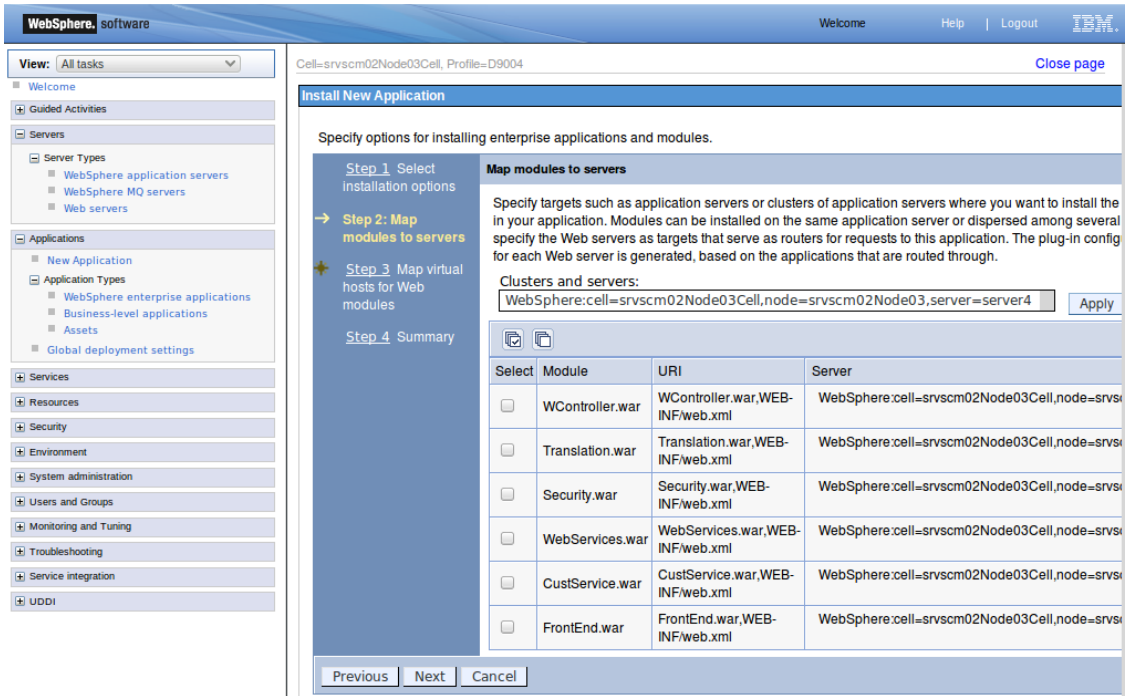 WebSphere. software
Welcome
Help | Logout
IBM.
View: All tasks
Welcome
Guided Activities
Servers
Server Types
WebSphere application servers
WebSphere MQ servers
Web servers
Applications
New Application
Application Types
WebSphere enterprise applications
Business-level applications
Assets
Global deployment settings
Services
Resources
Security
Environment
System administration
Users and Groups
Monitoring and Tuning
Troubleshooting
Service integration
UDDI
Cell=srvscm02Node03Cell, Profile=D9004
Close page
Install New Application
Specify options for installing enterprise applications and modules.
Step 1 Select
installation options
Step 2: Map
modules to servers
Step 3 Map virtual
hosts for Web
modules
Step 4 Summary
Map modules to servers
Specify targets such as application servers or clusters of application servers where you want to install the
in your application. Modules can be installed on the same application server or dispersed among several
specify the Web servers as targets that serve as routers for requests to this application. The plug-in config
for each Web server is generated, based on the applications that are routed through.
Clusters and servers:
WebSphere:cell=srvscm02Node03Cell,node=srvscm02Node03,server=server4
Apply
Select Module URI Server
WController.war WController.war,WEB-INF/web.xml WebSphere:cell=srvscm02Node03Cell,node=srvs
Translation.war Translation.war,WEB-INF/web.xml WebSphere:cell=srvscm02Node03Cell,node=srvs
Security.war Security.war,WEB-INF/web.xml WebSphere:cell=srvscm02Node03Cell,node=srvs
WebServices.war WebServices.war,WEB-INF/web.xml WebSphere:cell=srvscm02Node03Cell,node=srvs
CustService.war CustService.war,WEB-INF/web.xml WebSphere:cell=srvscm02Node03Cell,node=srvs
FrontEnd.war FrontEnd.war,WEB-INF/web.xml WebSphere:cell=srvscm02Node03Cell,node=srvs
Previous Next Cancel